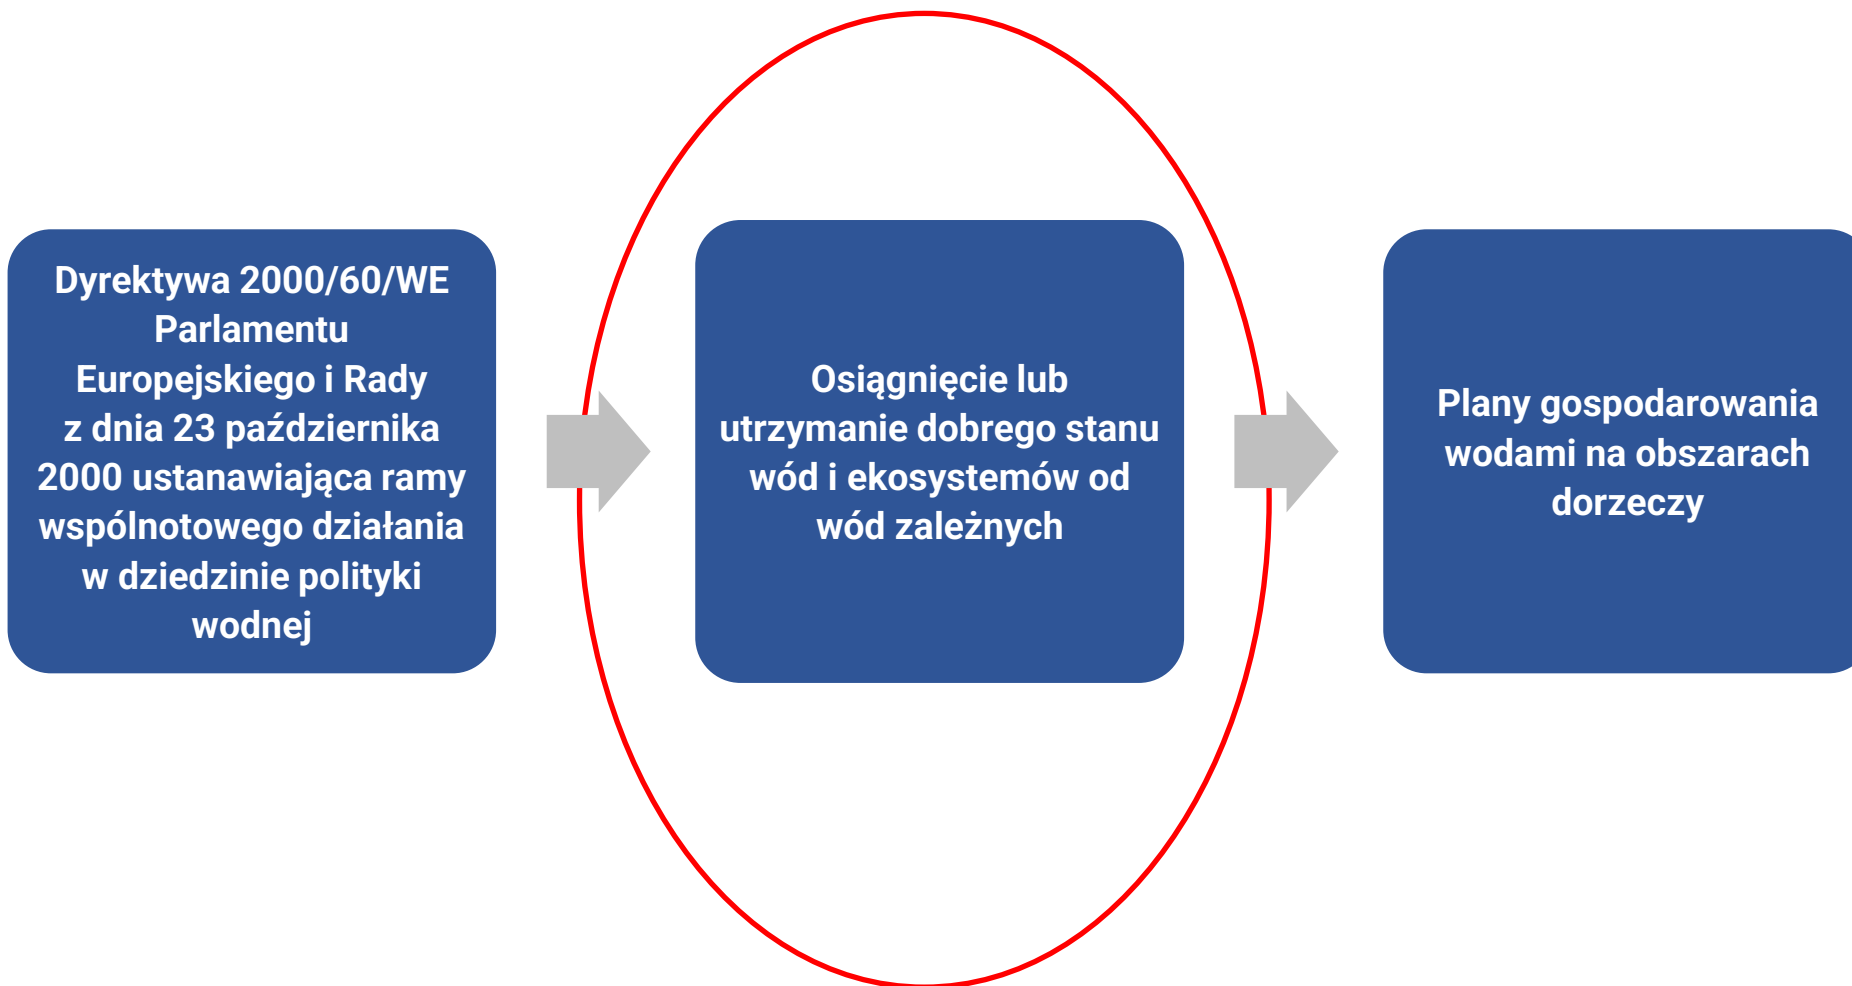 Dyrektywa 2000/60/WE
Parlamentu
Europejskiego i Rady
z dnia 23 października
2000 ustanawiająca ramy
wspólnotowego działania
w dziedzinie polityki
wodnej
Osiągnięcie lub
utrzymanie dobrego stanu
wód i ekosystemów od
wód zależnych
Plany gospodarowania
wodami na obszarach
dorzeczy